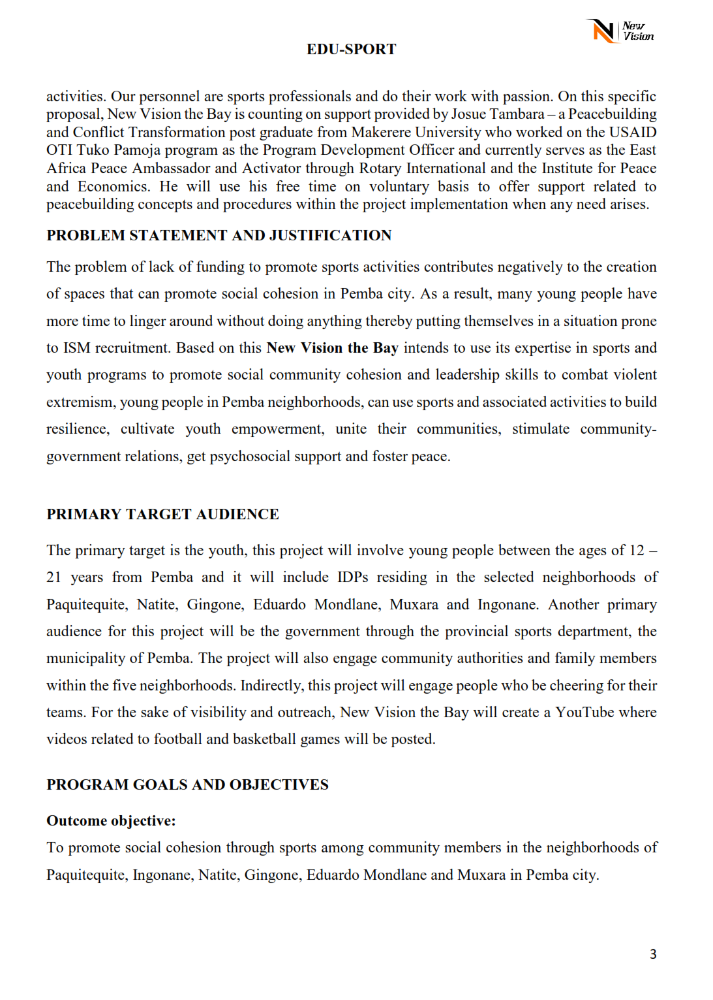 New
Vision
EDU-SPORT
activities. Our personnel are sports professionals and do their work with passion. On this specific
proposal, New Vision the Bay is counting on support provided by Josue Tambara – a Peacebuilding
and Conflict Transformation post graduate from Makerere University who worked on the USAID
OTI Tuko Pamoja program as the Program Development Officer and currently serves as the East
Africa Peace Ambassador and Activator through Rotary International and the Institute for Peace
and Economics. He will use his free time on voluntary basis to offer support related to
peacebuilding concepts and procedures within the project implementation when any need arises.
PROBLEM STATEMENT AND JUSTIFICATION
The problem of lack of funding to promote sports activities contributes negatively to the creation
of spaces that can promote social cohesion in Pemba city. As a result, many young people have
more time to linger around without doing anything thereby putting themselves in a situation prone
to ISM recruitment. Based on this New Vision the Bay intends to use its expertise in sports and
youth programs to promote social community cohesion and leadership skills to combat violent
extremism, young people in Pemba neighborhoods, can use sports and associated activities to build
resilience, cultivate youth empowerment, unite their communities, stimulate community-
government relations, get psychosocial support and foster peace.
PRIMARY TARGET AUDIENCE
The primary target is the youth, this project will involve young people between the ages of 12 –
21 years from Pemba and it will include IDPs residing in the selected neighborhoods of
Paquitequite, Natite, Gingone, Eduardo Mondlane, Muxara and Ingonane. Another primary
audience for this project will be the government through the provincial sports department, the
municipality of Pemba. The project will also engage community authorities and family members
within the five neighborhoods. Indirectly, this project will engage people who be cheering for their
teams. For the sake of visibility and outreach, New Vision the Bay will create a YouTube where
videos related to football and basketball games will be posted.
PROGRAM GOALS AND OBJECTIVES
Outcome objective:
To promote social cohesion through sports among community members in the neighborhoods of
Paquitequite, Ingonane, Natite, Gingone, Eduardo Mondlane and Muxara in Pemba city.
3